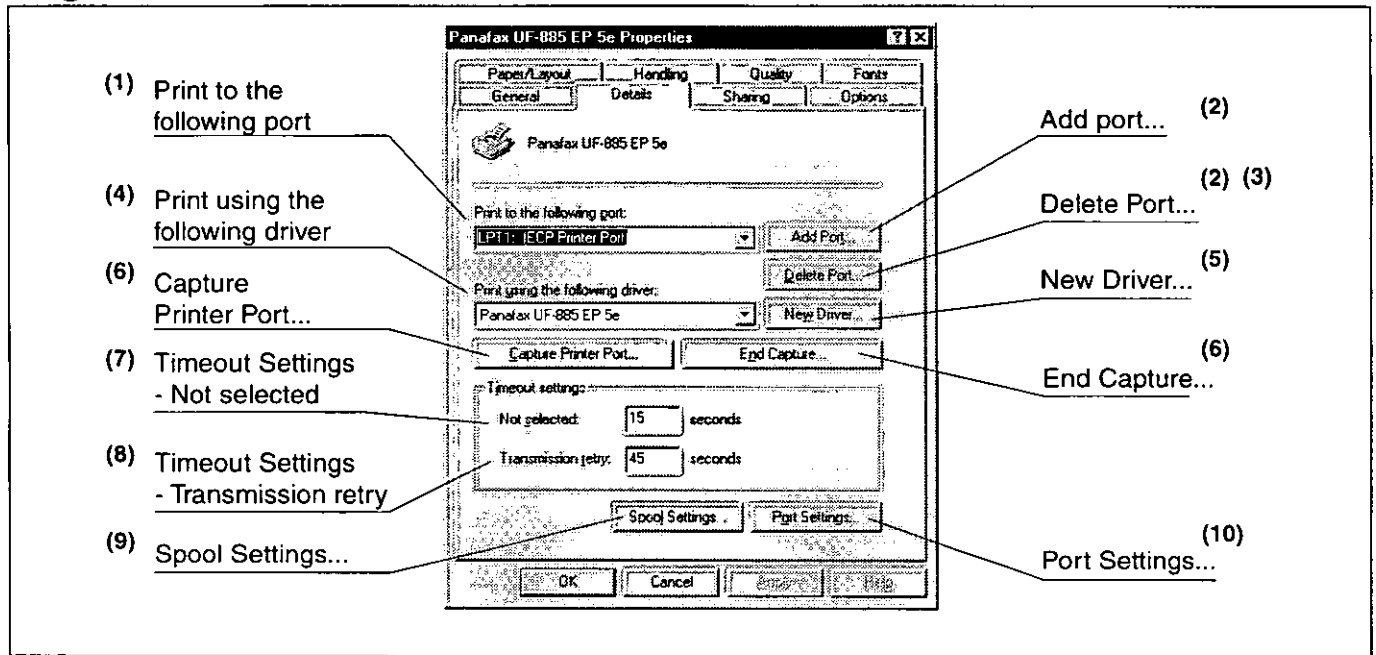 (1) Print to the
following port
(4) Print using the
following driver
(6) Capture
Printer Port...
(7) Timeout Settings
- Not selected
(8) Timeout Settings
- Transmission retry
(9) Spool Settings...
Panafax UF-885 EP 5e Properties
Paper/Layout Handling Quality Fonts
General Details Sharing Options
Panafax UF-885 EP 5e
Print to the following port:
LPT1: (ECP Printer Port
Add Port...
Delete Port...
Print using the following driver:
Panafax UF-885 EP 5e
New Driver...
Capture Printer Port... End Capture...
Timeout settings
Not selected: 15 seconds
Transmission retry: 45 seconds
Spool Settings... Port Settings...
OK Cancel Help
Add port... (2)
Delete Port... (2) (3)
New Driver... (5)
End Capture... (6)
Port Settings... (10)